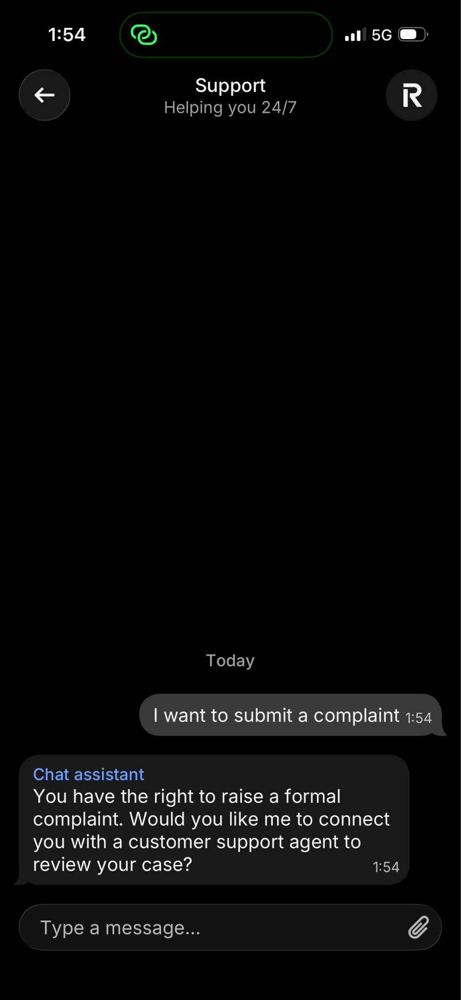 1:54
5G
Support
Helping you 24/7
R
Today
I want to submit a complaint 1:54
Chat assistant
You have the right to raise a formal
complaint. Would you like me to connect
you with a customer support agent to
review your case? 1:54
Type a message...